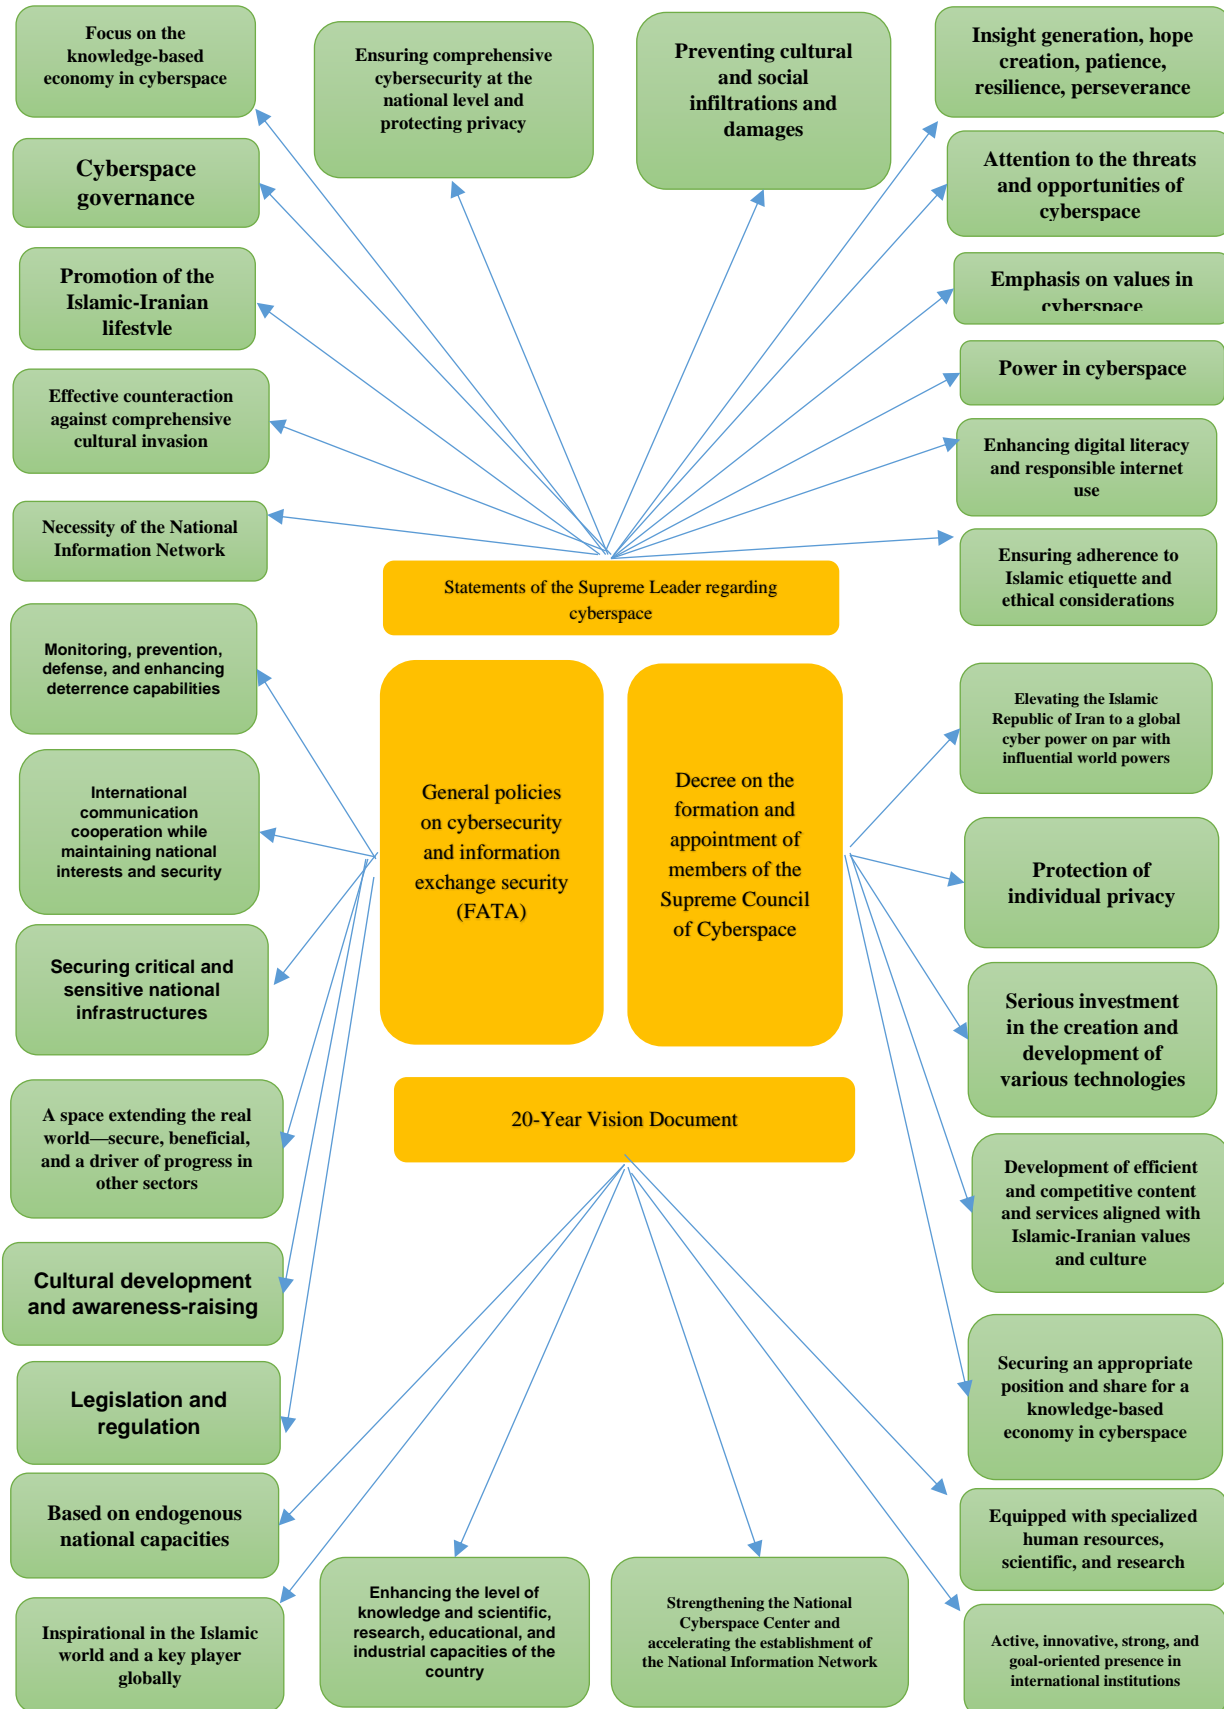 Focus on the
knowledge-based
economy in cyberspace
Ensuring comprehensive
cybersecurity at the
national level and
protecting privacy
Preventing cultural
and social
infiltrations and
damages
Insight generation, hope
creation, patience,
resilience, perseverance
Cyberspace
governance
Attention to the threats
and opportunities of
cyberspace
Promotion of the
Islamic-Iranian
lifestyle
Emphasis on values in
cyberspace
Power in cyberspace
Effective counteraction
against comprehensive
cultural invasion
Enhancing digital literacy
and responsible internet
use
Necessity of the National
Information Network
Ensuring adherence to
Islamic etiquette and
ethical considerations
Statements of the Supreme Leader regarding
cyberspace
Monitoring, prevention,
defense, and enhancing
deterrence capabilities
International
communication
cooperation while
maintaining national
interests and security
Securing critical and
sensitive national
infrastructures
A space extending the real
world—secure, beneficial,
and a driver of progress in
other sectors
Cultural development
and awareness-raising
Legislation and
regulation
General policies
on cybersecurity
and information
exchange security
(FATA)
Decree on the
formation and
appointment of
members of the
Supreme Council
of Cyberspace
Elevating the Islamic
Republic of Iran to a global
cyber power on par with
influential world powers
Protection of
individual privacy
Serious investment
in the creation and
development of
various technologies
Development of efficient
and competitive content
and services aligned with
Islamic-Iranian values
and culture
Securing an appropriate
position and share for a
knowledge-based
economy in cyberspace
20-Year Vision Document
Based on endogenous
national capacities
Inspirational in the Islamic
world and a key player
globally
Enhancing the level of
knowledge and scientific,
research, educational, and
industrial capacities of the
country
Strengthening the National
Cyberspace Center and
accelerating the establishment of
the National Information Network
Equipped with specialized
human resources,
scientific, and research
Active, innovative, strong, and
goal-oriented presence in
international institutions